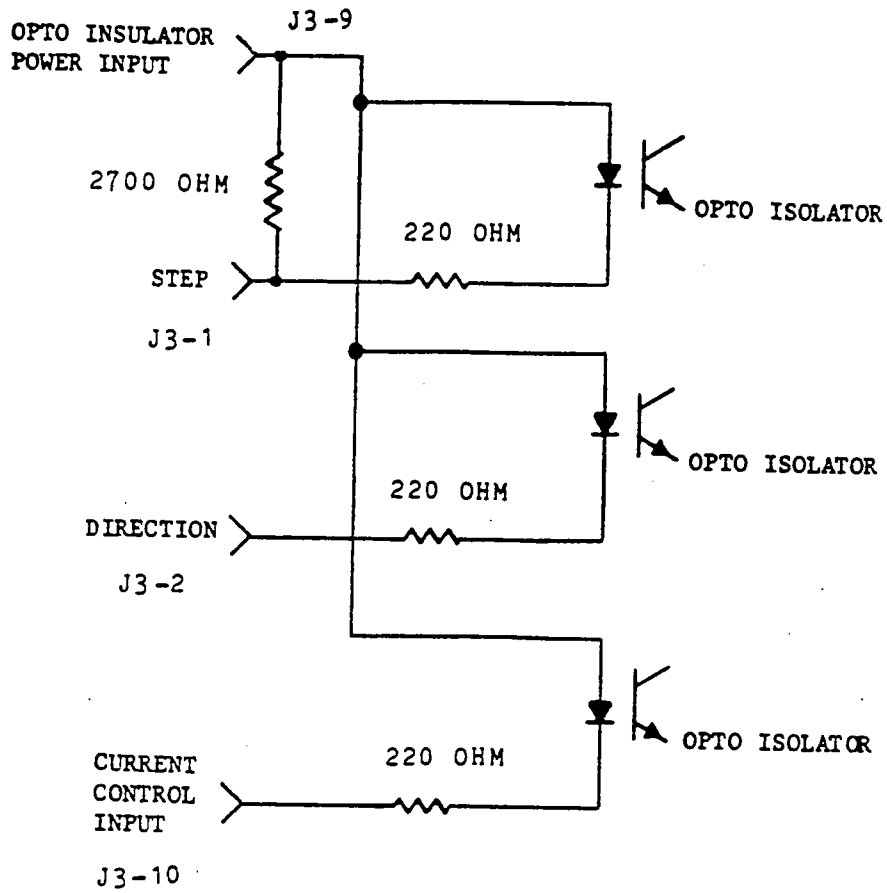 J3-9
OPTO INSULATOR
POWER INPUT
2700 OHM
OPTO ISOLATOR
220 OHM
STEP
J3-1
OPTO ISOLATOR
220 OHM
DIRECTION
J3-2
OPTO ISOLATOR
220 OHM
CURRENT
CONTROL
INPUT
J3-10